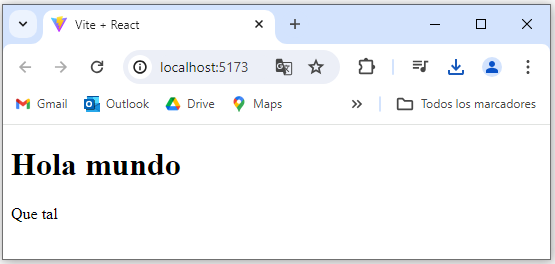 Vite + React
localhost:5173
Gmail Outlook Drive Maps Todos los marcadores
Hola mundo
Que tal